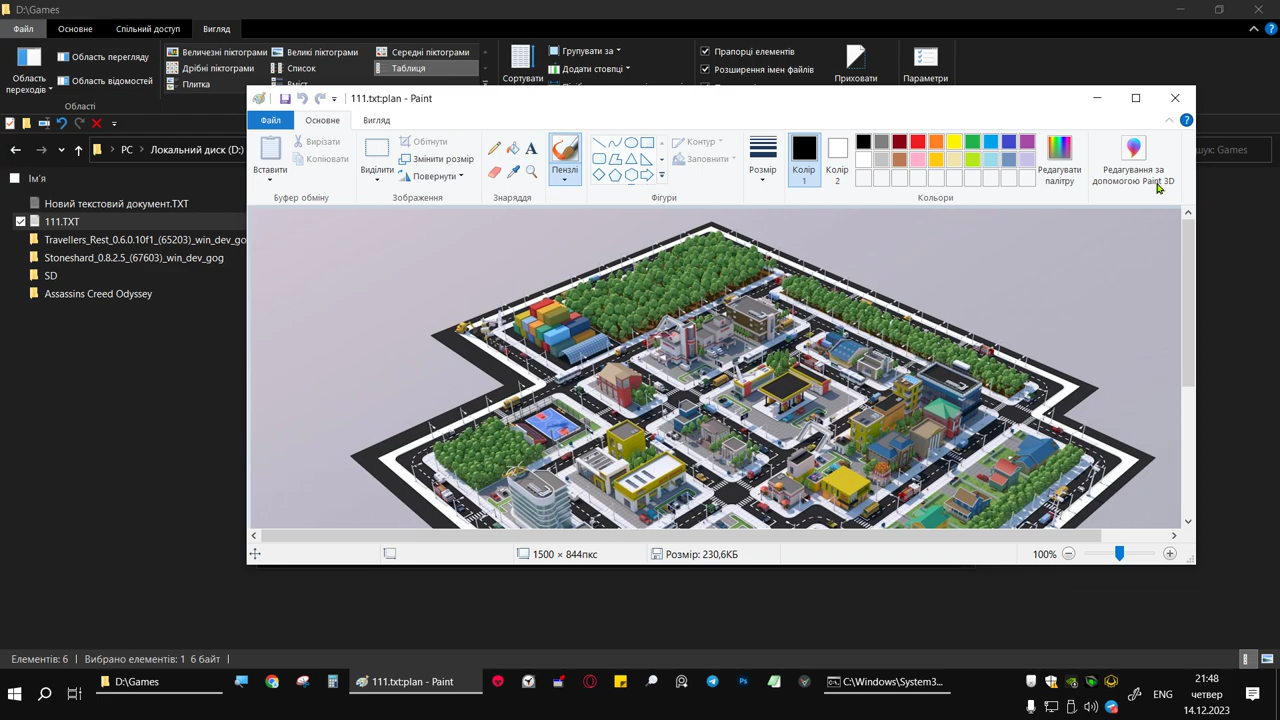 D:\Games
Файл Основне Спільний доступ Вигляд
Область переходів
Область перегляду
Область відомостей
Області
Величезні піктограми Великі піктограми Середні піктограми
Дрібні піктограми Список Таблиця
Плитка Вміст
Сортувати
Групувати за
Додати стовпці
Прапорці елементів
Розширення імен файлів
Приховати
Параметри
PC Локальний диск (D:)
Ім'я
Новий текстовий документ.TXT
111.TXT
Travellers_Rest_0.6.0.10f1_(65203)_win_dev_go
Stoneshard_0.8.2.5_(67603)_win_dev_gog
SD
Assassins Creed Odyssey
111.txt:plan - Paint
Файл Основне Вигляд
Вставити
Вирізати
Копіювати
Буфер обміну
Виділити
Обітнути
Змінити розмір
Повернути
Зображення
Знаряддя
Пензлі
Контур
Заповнити
Фігури
Розмір
Колір 1
Колір 2
Кольори
Редагувати палітру
Редагування за допомогою Paint 3D
1500 × 844пкс
Розмір: 230,6КБ
100%
Елементів: 6 Вибрано елементів: 1 6 байт
D:\Games
111.txt:plan - Paint
C:\Windows\System3...
ENG
21:48
четвер
14.12.2023